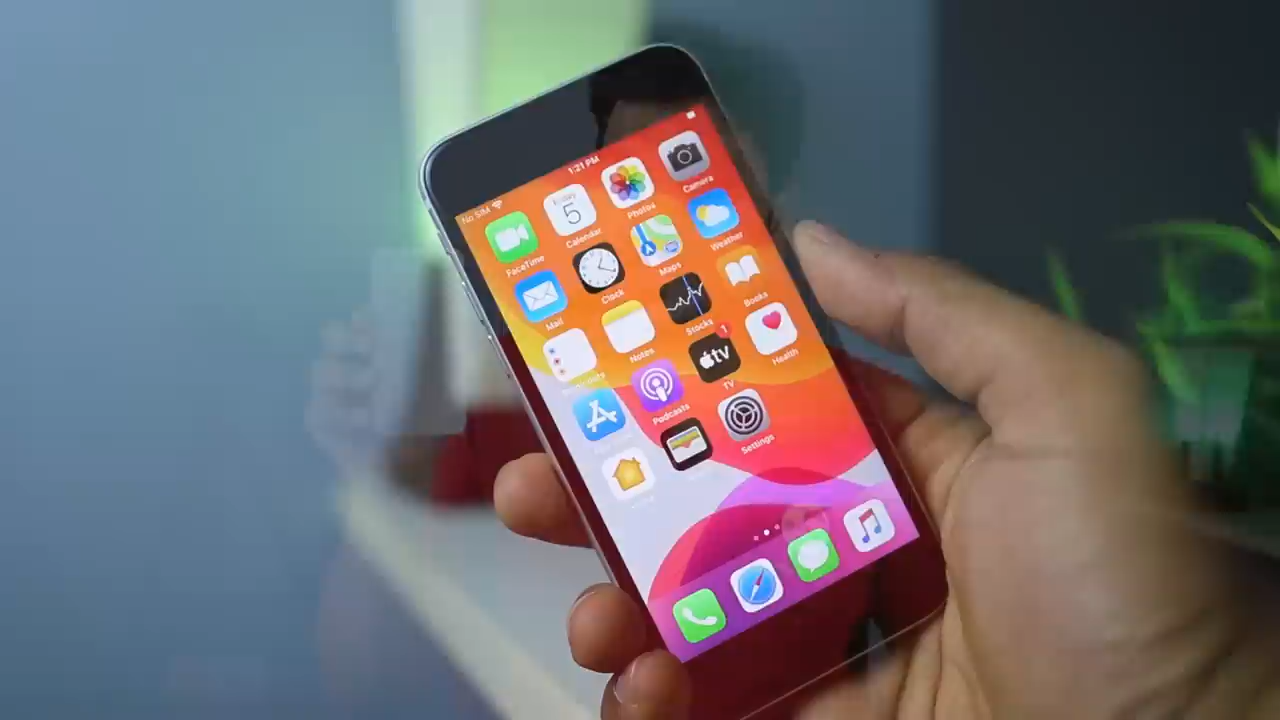 No SIM
1:21 PM
FaceTime
Friday
5
Calendar
Photos
Camera
Mail
Clock
Maps
Weather
Notes
Stocks
Books
Podcasts
1
tv
TV
Health
Settings